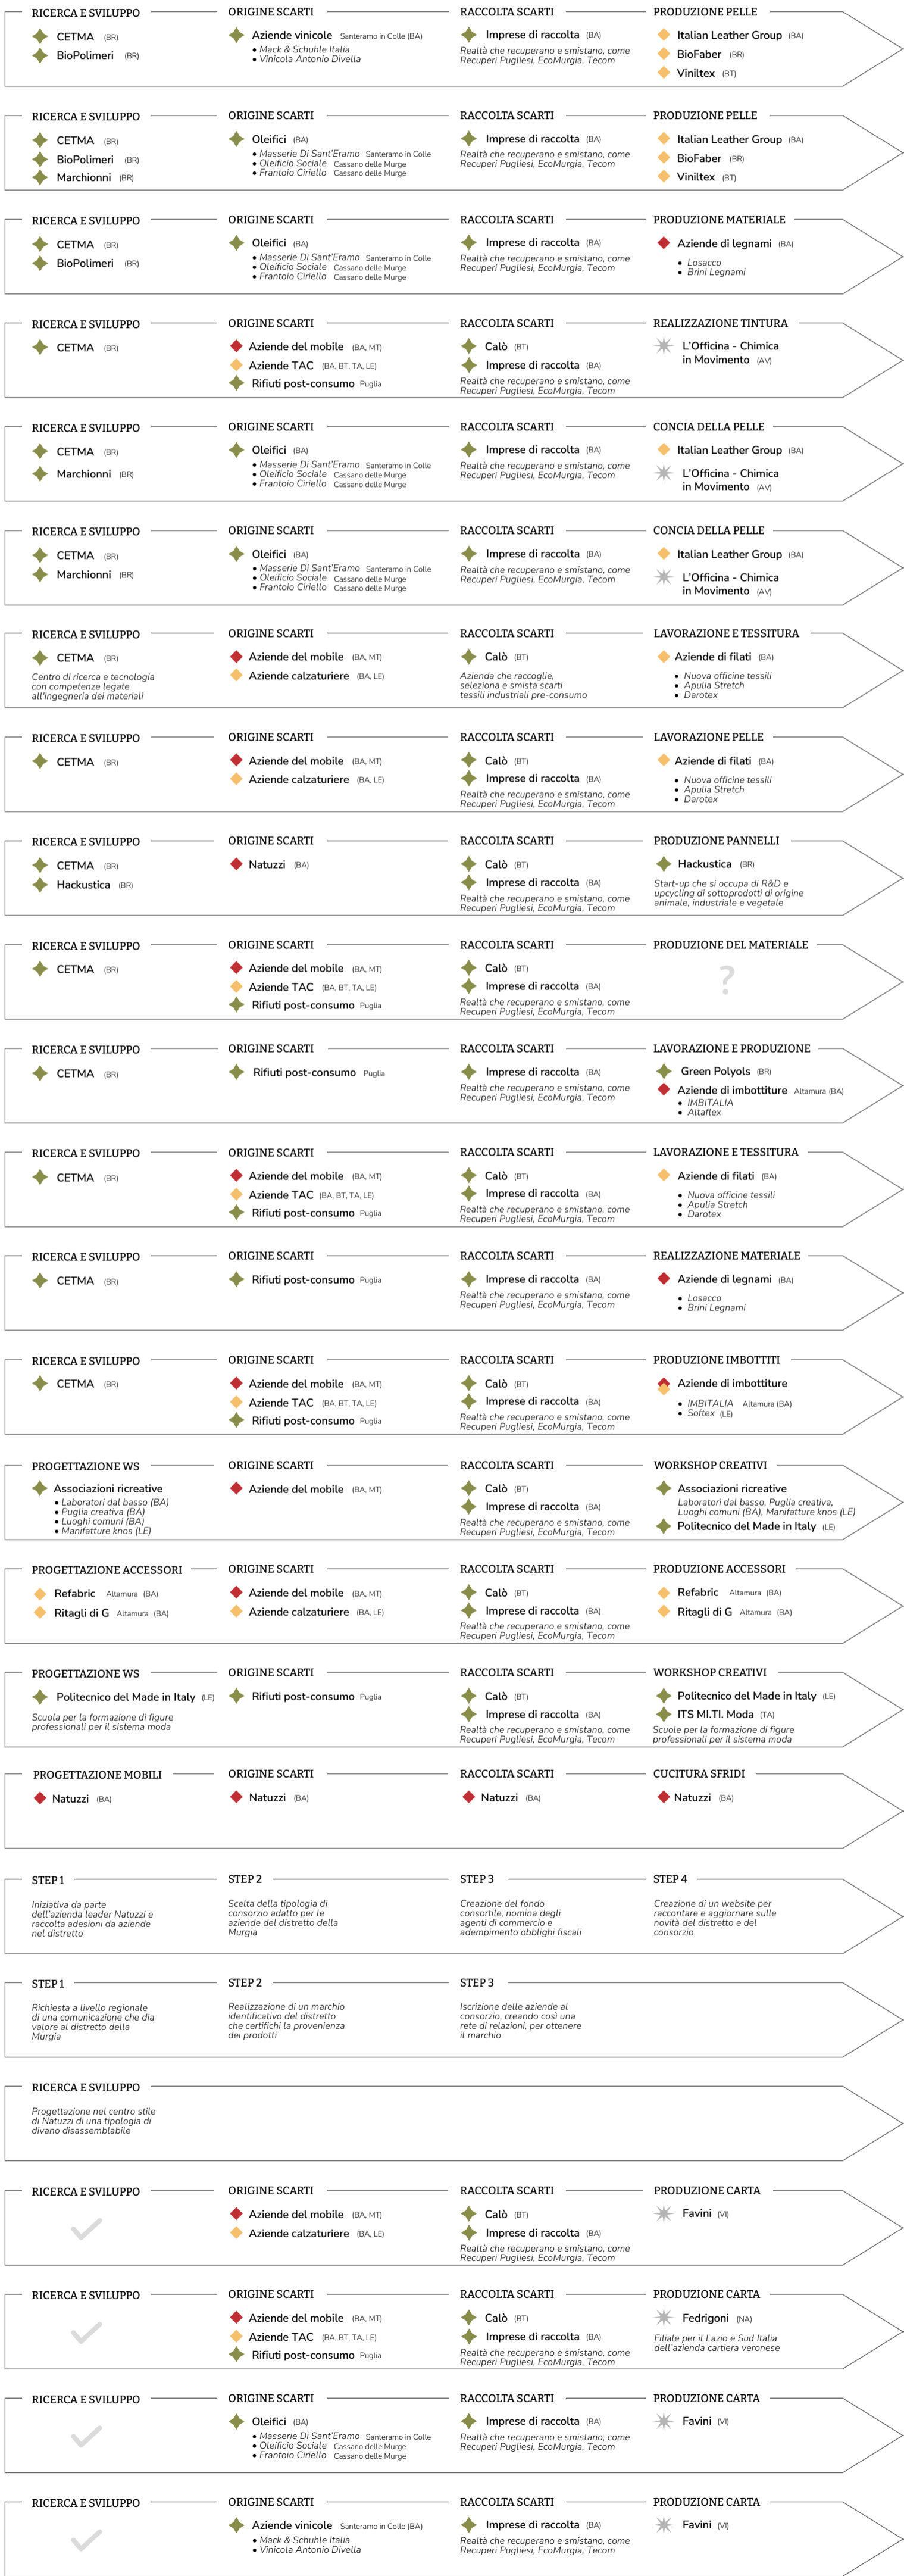 RICERCA E SVILUPPO
CETMA (BR)
BioPolimeri (BR)
ORIGINE SCARTI
Aziende vinicole Santeramo in Colle (BA)
• Mack & Schuhle Italia
• Vinicola Antonio Divella
RACCOLTA SCARTI
Imprese di raccolta (BA)
Realtà che recuperano e smistano, come
Recuperi Pugliesi, EcoMurgia, Tecom
PRODUZIONE PELLE
Italian Leather Group (BA)
BioFaber (BR)
Viniltex (BT)
RICERCA E SVILUPPO
CETMA (BR)
BioPolimeri (BR)
Marchionni (BR)
ORIGINE SCARTI
Oleifici (BA)
• Masserie Di Sant'Eramo Santeramo in Colle
• Oleificio Sociale Cassano delle Murge
• Frantoio Ciriello Cassano delle Murge
RACCOLTA SCARTI
Imprese di raccolta (BA)
Realtà che recuperano e smistano, come
Recuperi Pugliesi, EcoMurgia, Tecom
PRODUZIONE PELLE
Italian Leather Group (BA)
BioFaber (BR)
Viniltex (BT)
RICERCA E SVILUPPO
CETMA (BR)
BioPolimeri (BR)
ORIGINE SCARTI
Oleifici (BA)
• Masserie Di Sant'Eramo Santeramo in Colle
• Oleificio Sociale Cassano delle Murge
• Frantoio Ciriello Cassano delle Murge
RACCOLTA SCARTI
Imprese di raccolta (BA)
Realtà che recuperano e smistano, come
Recuperi Pugliesi, EcoMurgia, Tecom
PRODUZIONE MATERIALE
Aziende di legnami (BA)
• Losacco
• Brini Legnami
RICERCA E SVILUPPO
CETMA (BR)
ORIGINE SCARTI
Aziende del mobile (BA, MT)
Aziende TAC (BA, BT, TA, LE)
Rifiuti post-consumo Puglia
RACCOLTA SCARTI
Calò (BT)
Imprese di raccolta (BA)
Realtà che recuperano e smistano, come
Recuperi Pugliesi, EcoMurgia, Tecom
REALIZZAZIONE TINTURA
L'Officina - Chimica
in Movimento (AV)
RICERCA E SVILUPPO
CETMA (BR)
Marchionni (BR)
ORIGINE SCARTI
Oleifici (BA)
• Masserie Di Sant'Eramo Santeramo in Colle
• Oleificio Sociale Cassano delle Murge
• Frantoio Ciriello Cassano delle Murge
RACCOLTA SCARTI
Imprese di raccolta (BA)
Realtà che recuperano e smistano, come
Recuperi Pugliesi, EcoMurgia, Tecom
CONCIA DELLA PELLE
Italian Leather Group (BA)
L'Officina - Chimica
in Movimento (AV)
RICERCA E SVILUPPO
CETMA (BR)
Marchionni (BR)
ORIGINE SCARTI
Oleifici (BA)
• Masserie Di Sant'Eramo Santeramo in Colle
• Oleificio Sociale Cassano delle Murge
• Frantoio Ciriello Cassano delle Murge
RACCOLTA SCARTI
Imprese di raccolta (BA)
Realtà che recuperano e smistano, come
Recuperi Pugliesi, EcoMurgia, Tecom
CONCIA DELLA PELLE
Italian Leather Group (BA)
L'Officina - Chimica
in Movimento (AV)
RICERCA E SVILUPPO
CETMA (BR)
Centro di ricerca e tecnologia
con competenze legate
all'ingegneria dei materiali
ORIGINE SCARTI
Aziende del mobile (BA, MT)
Aziende calzaturiere (BA, LE)
RACCOLTA SCARTI
Calò (BT)
Azienda che raccoglie,
seleziona e smista scarti
tessili industriali pre-consumo
LAVORAZIONE E TESSITURA
Aziende di filati (BA)
• Nuova officine tessili
• Apulia Stretch
• Darotex
RICERCA E SVILUPPO
CETMA (BR)
ORIGINE SCARTI
Aziende del mobile (BA, MT)
Aziende calzaturiere (BA, LE)
RACCOLTA SCARTI
Calò (BT)
Imprese di raccolta (BA)
Realtà che recuperano e smistano, come
Recuperi Pugliesi, EcoMurgia, Tecom
LAVORAZIONE PELLE
Aziende di filati (BA)
• Nuova officine tessili
• Apulia Stretch
• Darotex
RICERCA E SVILUPPO
CETMA (BR)
Hackustica (BR)
ORIGINE SCARTI
Natuzzi (BA)
RACCOLTA SCARTI
Calò (BT)
Imprese di raccolta (BA)
Realtà che recuperano e smistano, come
Recuperi Pugliesi, EcoMurgia, Tecom
PRODUZIONE PANNELLI
Hackustica (BR)
Start-up che si occupa di R&D e
upcycling di sottoprodotti di origine
animale, industriale e vegetale
RICERCA E SVILUPPO
CETMA (BR)
ORIGINE SCARTI
Aziende del mobile (BA, MT)
Aziende TAC (BA, BT, TA, LE)
Rifiuti post-consumo Puglia
RACCOLTA SCARTI
Calò (BT)
Imprese di raccolta (BA)
Realtà che recuperano e smistano, come
Recuperi Pugliesi, EcoMurgia, Tecom
PRODUZIONE DEL MATERIALE
?
RICERCA E SVILUPPO
CETMA (BR)
ORIGINE SCARTI
Rifiuti post-consumo Puglia
RACCOLTA SCARTI
Imprese di raccolta (BA)
Realtà che recuperano e smistano, come
Recuperi Pugliesi, EcoMurgia, Tecom
LAVORAZIONE E PRODUZIONE
Green Polyols (BR)
Aziende di imbottiture Altamura (BA)
• IMBITALIA
• Altaflex
RICERCA E SVILUPPO
CETMA (BR)
ORIGINE SCARTI
Aziende del mobile (BA, MT)
Aziende TAC (BA, BT, TA, LE)
Rifiuti post-consumo Puglia
RACCOLTA SCARTI
Calò (BT)
Imprese di raccolta (BA)
Realtà che recuperano e smistano, come
Recuperi Pugliesi, EcoMurgia, Tecom
LAVORAZIONE E TESSITURA
Aziende di filati (BA)
• Nuova officine tessili
• Apulia Stretch
• Darotex
RICERCA E SVILUPPO
CETMA (BR)
ORIGINE SCARTI
Rifiuti post-consumo Puglia
RACCOLTA SCARTI
Imprese di raccolta (BA)
Realtà che recuperano e smistano, come
Recuperi Pugliesi, EcoMurgia, Tecom
REALIZZAZIONE MATERIALE
Aziende di legnami (BA)
• Losacco
• Brini Legnami
RICERCA E SVILUPPO
CETMA (BR)
ORIGINE SCARTI
Aziende del mobile (BA, MT)
Aziende TAC (BA, BT, TA, LE)
Rifiuti post-consumo Puglia
RACCOLTA SCARTI
Calò (BT)
Imprese di raccolta (BA)
Realtà che recuperano e smistano, come
Recuperi Pugliesi, EcoMurgia, Tecom
PRODUZIONE IMBOTTITI
Aziende di imbottiture
• IMBITALIA Altamura (BA)
• Softex (LE)
PROGETTAZIONE WS
Associazioni ricreative
• Laboratori dal basso (BA)
• Puglia creativa (BA)
• Luoghi comuni (BA)
• Manifatture knos (LE)
ORIGINE SCARTI
Aziende del mobile (BA, MT)
RACCOLTA SCARTI
Calò (BT)
Imprese di raccolta (BA)
Realtà che recuperano e smistano, come
Recuperi Pugliesi, EcoMurgia, Tecom
WORKSHOP CREATIVI
Associazioni ricreative
Laboratori dal basso, Puglia creativa,
Luoghi comuni (BA), Manifatture knos (LE)
Politecnico del Made in Italy (LE)
PROGETTAZIONE ACCESSORI
Refabric Altamura (BA)
Ritagli di G Altamura (BA)
ORIGINE SCARTI
Aziende del mobile (BA, MT)
Aziende calzaturiere (BA, LE)
RACCOLTA SCARTI
Calò (BT)
Imprese di raccolta (BA)
Realtà che recuperano e smistano, come
Recuperi Pugliesi, EcoMurgia, Tecom
PRODUZIONE ACCESSORI
Refabric Altamura (BA)
Ritagli di G Altamura (BA)
PROGETTAZIONE WS
Politecnico del Made in Italy (LE)
Scuola per la formazione di figure
professionali per il sistema moda
ORIGINE SCARTI
Rifiuti post-consumo Puglia
RACCOLTA SCARTI
Calò (BT)
Imprese di raccolta (BA)
Realtà che recuperano e smistano, come
Recuperi Pugliesi, EcoMurgia, Tecom
WORKSHOP CREATIVI
Politecnico del Made in Italy (LE)
ITS MI.TI. Moda (TA)
Scuole per la formazione di figure
professionali per il sistema moda
PROGETTAZIONE MOBILI
Natuzzi (BA)
ORIGINE SCARTI
Natuzzi (BA)
RACCOLTA SCARTI
Natuzzi (BA)
CUCITURA SFRIDI
Natuzzi (BA)
STEP 1
Iniziativa da parte
dell'azienda leader Natuzzi e
raccolta adesioni da aziende
nel distretto
STEP 2
Scelta della tipologia di
consorzio adatto per le
aziende del distretto della
Murgia
STEP 3
Creazione del fondo
consortile, nomina degli
agenti di commercio e
adempimento obblighi fiscali
STEP 4
Creazione di un website per
raccontare e aggiornare sulle
novità del distretto e del
consorzio
STEP 1
Richiesta a livello regionale
di una comunicazione che dia
valore al distretto della
Murgia
STEP 2
Realizzazione di un marchio
identificativo del distretto
che certifichi la provenienza
dei prodotti
STEP 3
Iscrizione delle aziende al
consorzio, creando così una
rete di relazioni, per ottenere
il marchio
RICERCA E SVILUPPO
Progettazione nel centro stile
di Natuzzi di una tipologia di
divano disassemblabile
RICERCA E SVILUPPO
ORIGINE SCARTI
Aziende del mobile (BA, MT)
Aziende calzaturiere (BA, LE)
RACCOLTA SCARTI
Calò (BT)
Imprese di raccolta (BA)
Realtà che recuperano e smistano, come
Recuperi Pugliesi, EcoMurgia, Tecom
PRODUZIONE CARTA
Favini (VI)
RICERCA E SVILUPPO
ORIGINE SCARTI
Aziende del mobile (BA, MT)
Aziende TAC (BA, BT, TA, LE)
Rifiuti post-consumo Puglia
RACCOLTA SCARTI
Calò (BT)
Imprese di raccolta (BA)
Realtà che recuperano e smistano, come
Recuperi Pugliesi, EcoMurgia, Tecom
PRODUZIONE CARTA
Fedrigoni (NA)
Filiale per il Lazio e Sud Italia
dell'azienda cartiera veronese
RICERCA E SVILUPPO
ORIGINE SCARTI
Oleifici (BA)
• Masserie Di Sant'Eramo Santeramo in Colle
• Oleificio Sociale Cassano delle Murge
• Frantoio Ciriello Cassano delle Murge
RACCOLTA SCARTI
Imprese di raccolta (BA)
Realtà che recuperano e smistano, come
Recuperi Pugliesi, EcoMurgia, Tecom
PRODUZIONE CARTA
Favini (VI)
RICERCA E SVILUPPO
ORIGINE SCARTI
Aziende vinicole Santeramo in Colle (BA)
• Mack & Schuhle Italia
• Vinicola Antonio Divella
RACCOLTA SCARTI
Imprese di raccolta (BA)
Realtà che recuperano e smistano, come
Recuperi Pugliesi, EcoMurgia, Tecom
PRODUZIONE CARTA
Favini (VI)